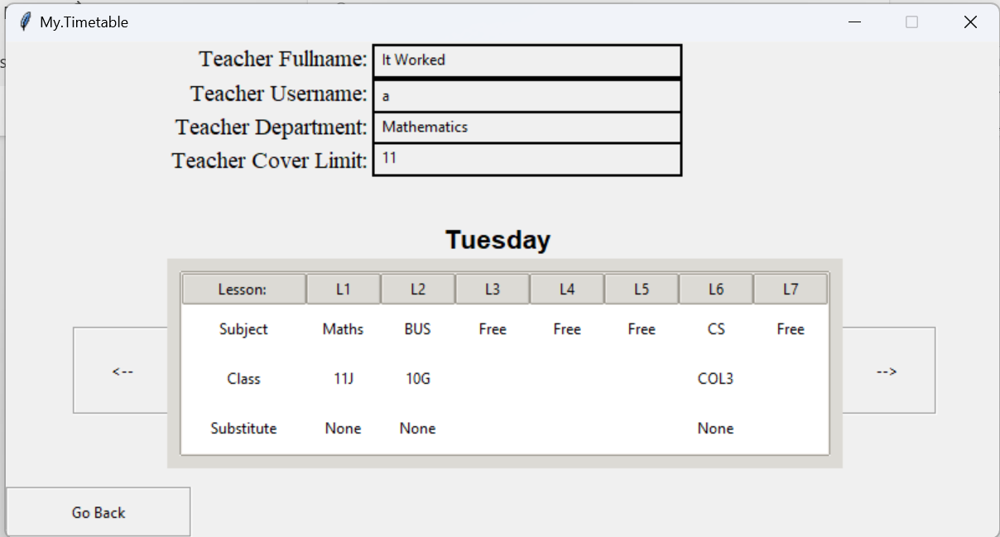 My.Timetable
Teacher Fullname: It Worked
Teacher Username: a
Teacher Department: Mathematics
Teacher Cover Limit: 11
Tuesday
Lesson: L1 L2 L3 L4 L5 L6 L7
Subject Maths BUS Free Free Free CS Free
Class 11J 10G COL3
<-- -->
Substitute None None None
Go Back